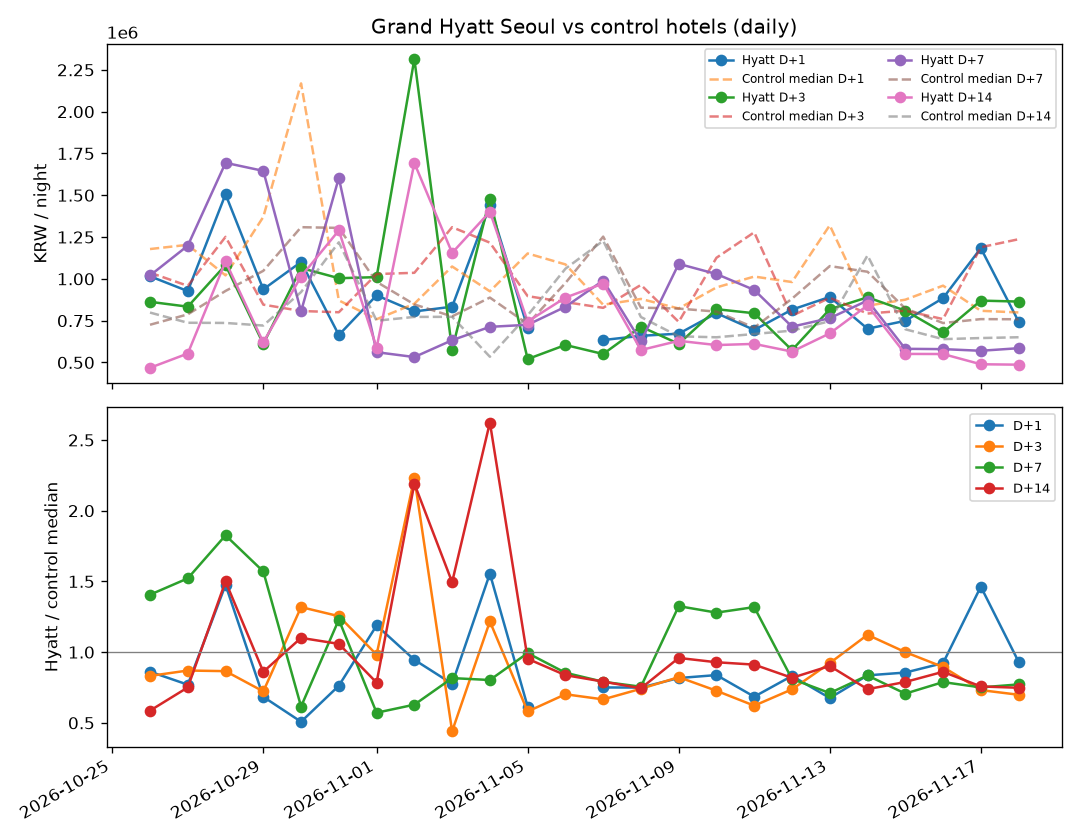 Grand Hyatt Seoul vs control hotels (daily)
1e6
KRW / night
2.25
2.00
1.75
1.50
1.25
1.00
0.75
0.50
Hyatt D+1
Control median D+1
Hyatt D+3
Control median D+3
Hyatt D+7
Control median D+7
Hyatt D+14
Control median D+14
Hyatt / control median
2.5
2.0
1.5
1.0
0.5
D+1
D+3
D+7
D+14
2026-10-25
2026-10-29
2026-11-01
2026-11-05
2026-11-09
2026-11-13
2026-11-17